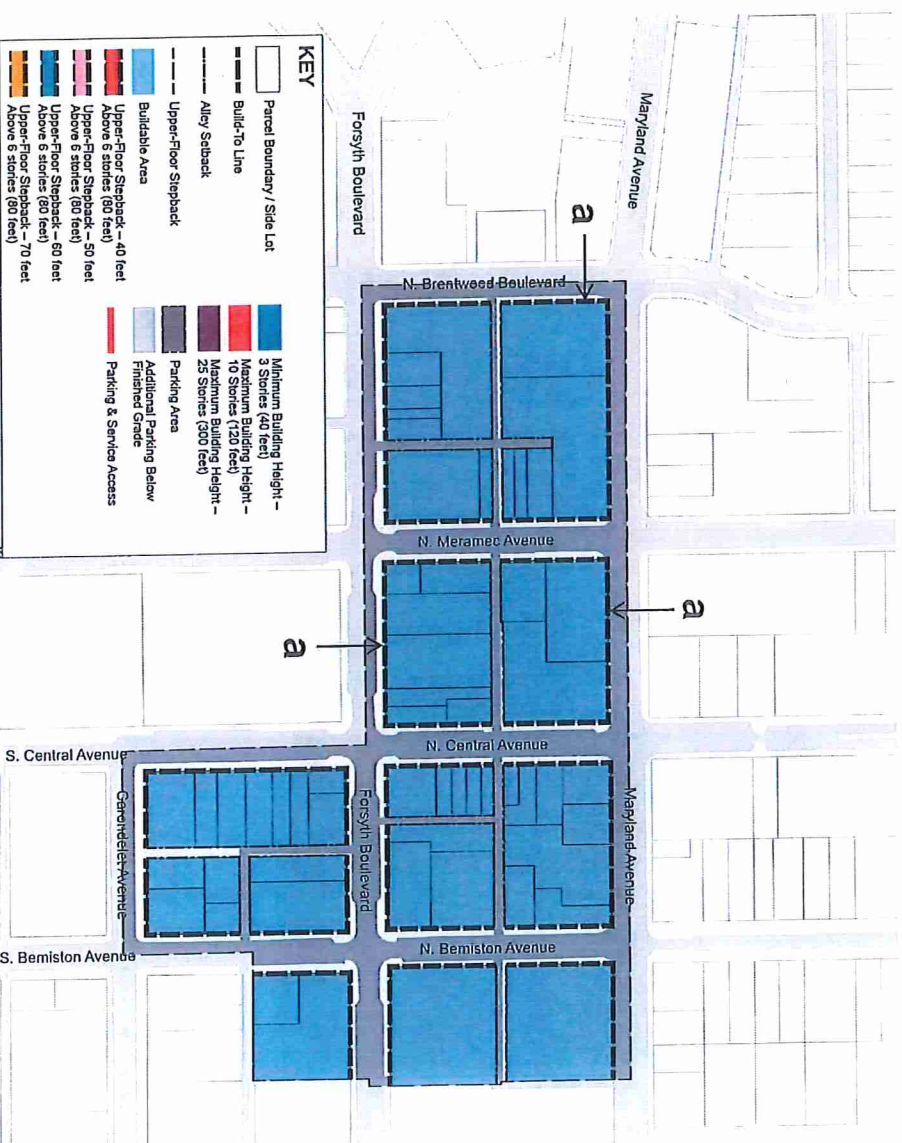 Maryland Avenue
Forsyth Boulevard
a
N. Brentwood Boulevard
N. Meramec Avenue
a
a
N. Central Avenue
S. Central Avenue
Forsyth Boulevard
Maryland Avenue
Carondelet Avenue
N. Bemiston Avenue
S. Bemiston Avenue
KEY
Parcel Boundary / Side Lot
Build-To Line
Alley Setback
Upper-Floor Stepback
Buildable Area
Upper-Floor Stepback – 40 feet
Above 6 stories (80 feet)
Upper-Floor Stepback – 50 feet
Above 6 stories (80 feet)
Upper-Floor Stepback – 60 feet
Above 6 stories (80 feet)
Upper-Floor Stepback – 70 feet
Above 6 stories (80 feet)
Minimum Building Height –
3 Stories (40 feet)
Maximum Building Height –
10 Stories (120 feet)
Maximum Building Height –
25 Stories (300 feet)
Parking Area
Additional Parking Below
Finished Grade
Parking & Service Access